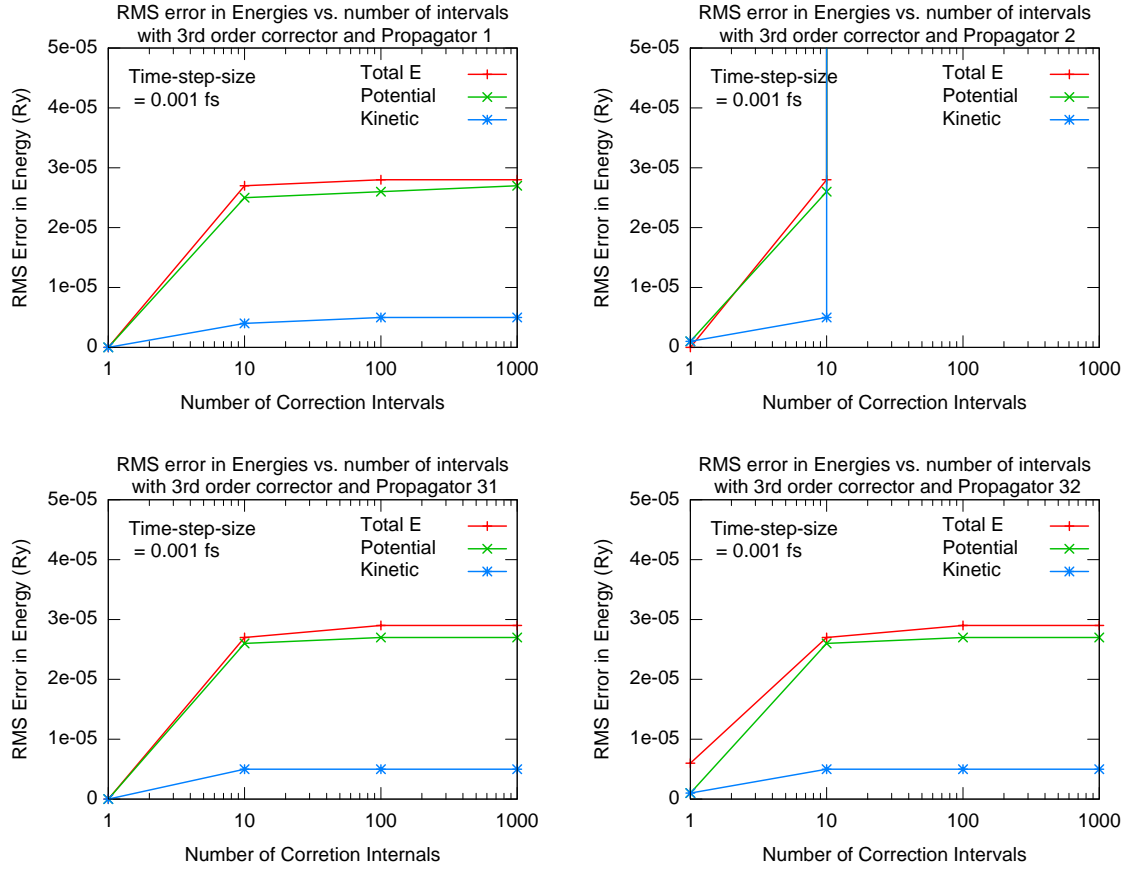 RMS error in Energies vs. number of intervals
with 3rd order corrector and Propagator 1
5e-05
4e-05
3e-05
2e-05
1e-05
0
RMS Error in Energy (Ry)
Time-step-size
= 0.001 fs
Total E
Potential
Kinetic
1
10
100
1000
Number of Correction Intervals
RMS error in Energies vs. number of intervals
with 3rd order corrector and Propagator 2
5e-05
4e-05
3e-05
2e-05
1e-05
0
RMS Error in Energy (Ry)
Time-step-size
= 0.001 fs
Total E
Potential
Kinetic
1
10
100
1000
Number of Correction Intervals
RMS error in Energies vs. number of intervals
with 3rd order corrector and Propagator 31
5e-05
4e-05
3e-05
2e-05
1e-05
0
RMS Error in Energy (Ry)
Time-step-size
= 0.001 fs
Total E
Potential
Kinetic
1
10
100
1000
Number of Corretion Internals
RMS error in Energies vs. number of intervals
with 3rd order corrector and Propagator 32
5e-05
4e-05
3e-05
2e-05
1e-05
0
RMS Error in Energy (Ry)
Time-step-size
= 0.001 fs
Total E
Potential
Kinetic
1
10
100
1000
Number of Correction Intervals